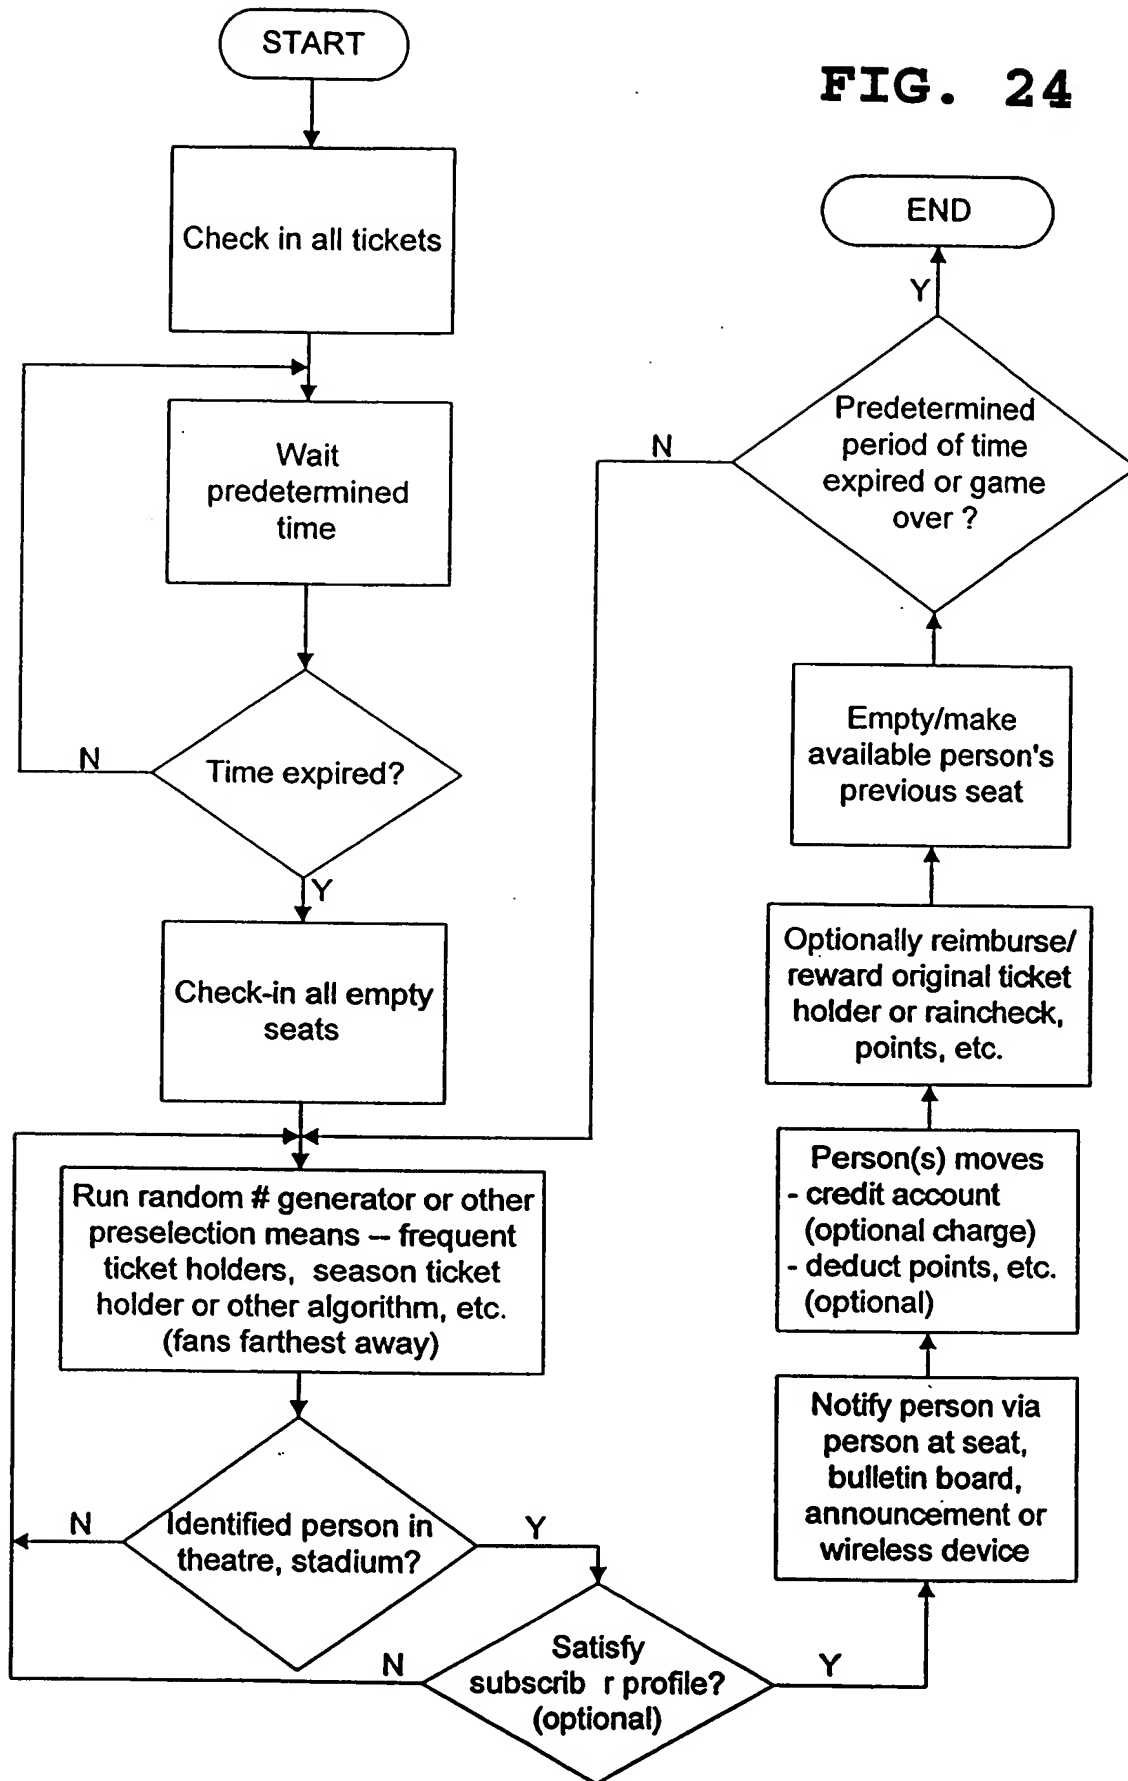 FIG. 24
START
Check in all tickets
Wait
predetermined
time
Time expired?
N
Y
Check-in all empty
seats
Run random # generator or other
preselection means – frequent
ticket holders, season ticket
holder or other algorithm, etc.
(fans farthest away)
Identified person in
theatre, stadium?
N
Y
Satisfy
subscrib r profile?
(optional)
N
Y
Notify person via
person at seat,
bulletin board,
announcement or
wireless device
Person(s) moves
- credit account
(optional charge)
- deduct points, etc.
(optional)
Optionally reimburse/
reward original ticket
holder or raincheck,
points, etc.
Empty/make
available person's
previous seat
Predetermined
period of time
expired or game
over ?
N
Y
END